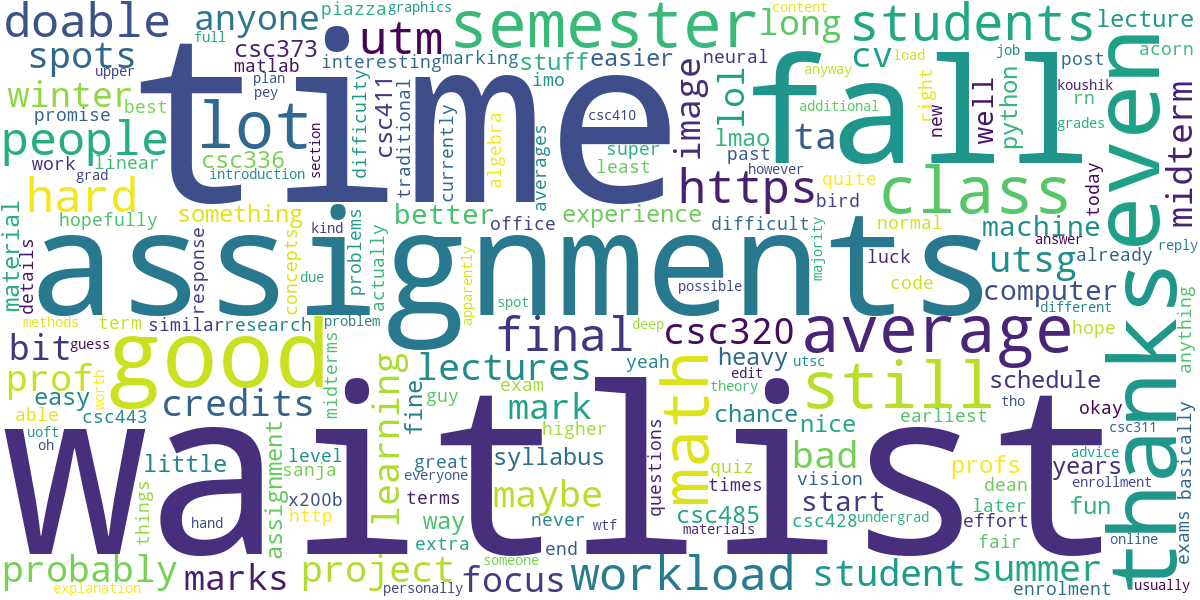 doable
anyone
piazza
graphics
content
semester
long
students
lecture
spots
full
csc373
utm
upper
matlab
interesting
marking
stuff
easier
imo
neural
cv
load
job
post
acorn
time
fall
even
winter
plan
pey
best
promise
lot
difficulty
csc411
traditional
currently
algebra
averages
csc410
super
least
image
lol
lmao
past
however
anyway
additional
ta
right
new
well
python
rn
koushik
grades
midterm
people
work
grad
linear
csc336
introduction
section
hard
hopefully
something
better
office
experience
https
bird
quite
class
today
material
details
response
concepts
kind
due
problems
actually
apparently
difficult
majority
normal
machine
answer
already
reply
assignments
spot
possible
luck
code
utsg
computer
different
anything
methods
term
similar
research
problem
final
deep
csc320
average
hope
bit
guess
good
prof
worth
midterms
learning
lectures
yeah
heavy
utsc
edit
theory
still
schedule
thanks
easy
able
csc443
credits
fine
guy
exam
mark
math
chance
nice
earliest
tho
okay
csc311
uoft
oh
little
level
sanja
great
everyone
higher
syllabus
questions
quiz
times
vision
bad
profs
years
advice
enrollment
waitlist
things
hand
assignment
x200b
http
terms
way
extra
maybe
never
wtf
end
csc485
materials
start
csc428
undergrad
dean
later
effort
fair
fun
online
basically
exams
probably
explanation
marks
project
personally
focus
someone
workload
student
summer
enrolment
usually